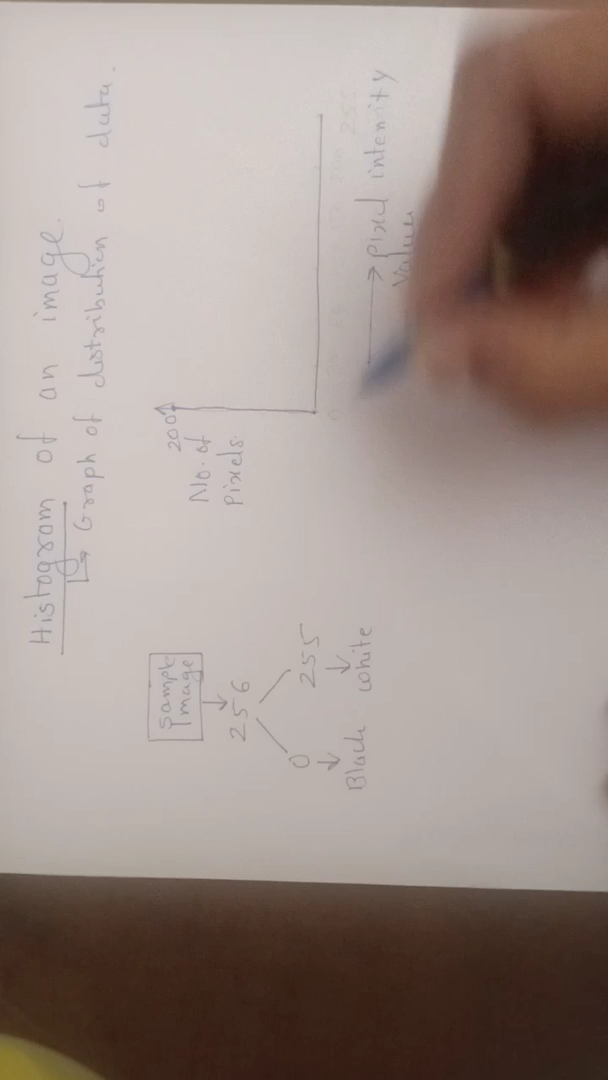 Histogram of an image.
↳ Graph of distribution of data.
Sample
Image
256
0 255
Black White
200
No. of
Pixels.
→ Pixel intensity
Value